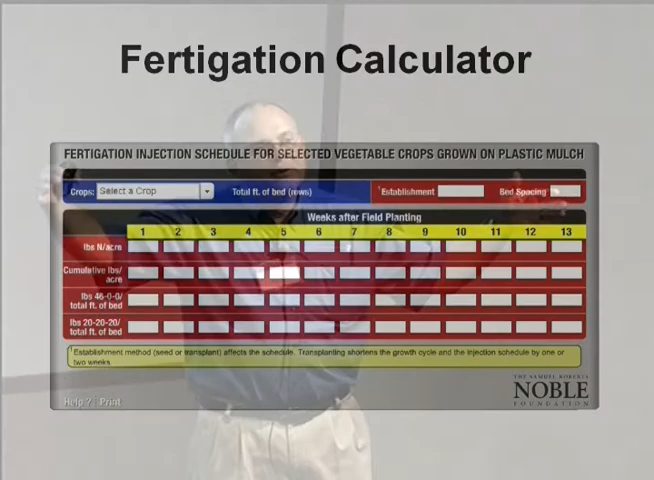 Fertigation Calculator
FERTIGATION INJECTION SCHEDULE FOR SELECTED VEGETABLE CROPS GROWN ON PLASTIC MULCH
Crops: Select a Crop Total ft. of bed (rows) 1Establishment Bed Spacing
Weeks after Field Planting
1 2 3 4 5 6 7 8 9 10 11 12 13
lbs N/acre
Cumulative lbs/
acre
lbs 46-0-0/
total ft. of bed
lbs 20-20-20/
total ft. of bed
1Establishment method (seed or transplant) affects the schedule. Transplanting shortens the growth cycle and the injection schedule by one or
two weeks
THE SAMUEL ROBERTS
NOBLE
FOUNDATION
Help ? | Print